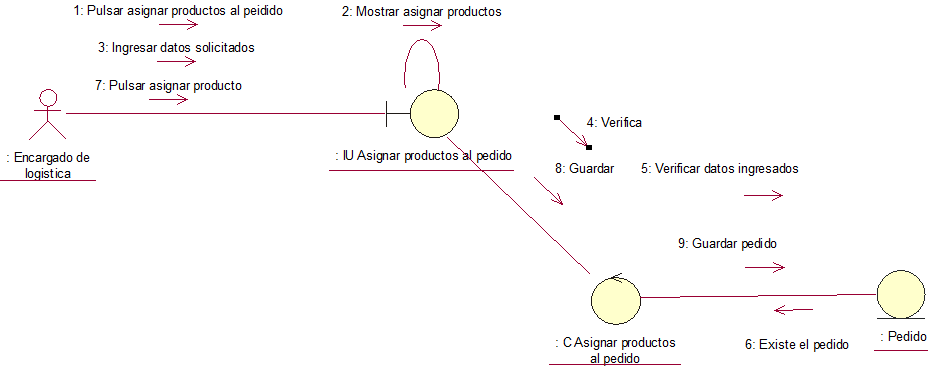 1: Pulsar asignar productos al peidido
2: Mostrar asignar productos
3: Ingresar datos solicitados
7: Pulsar asignar producto
4: Verifica
: Encargado de
logística
: IU Asignar productos al pedido
8: Guardar
5: Verificar datos ingresados
9: Guardar pedido
: C Asignar productos
al pedido
6: Existe el pedido
: Pedido